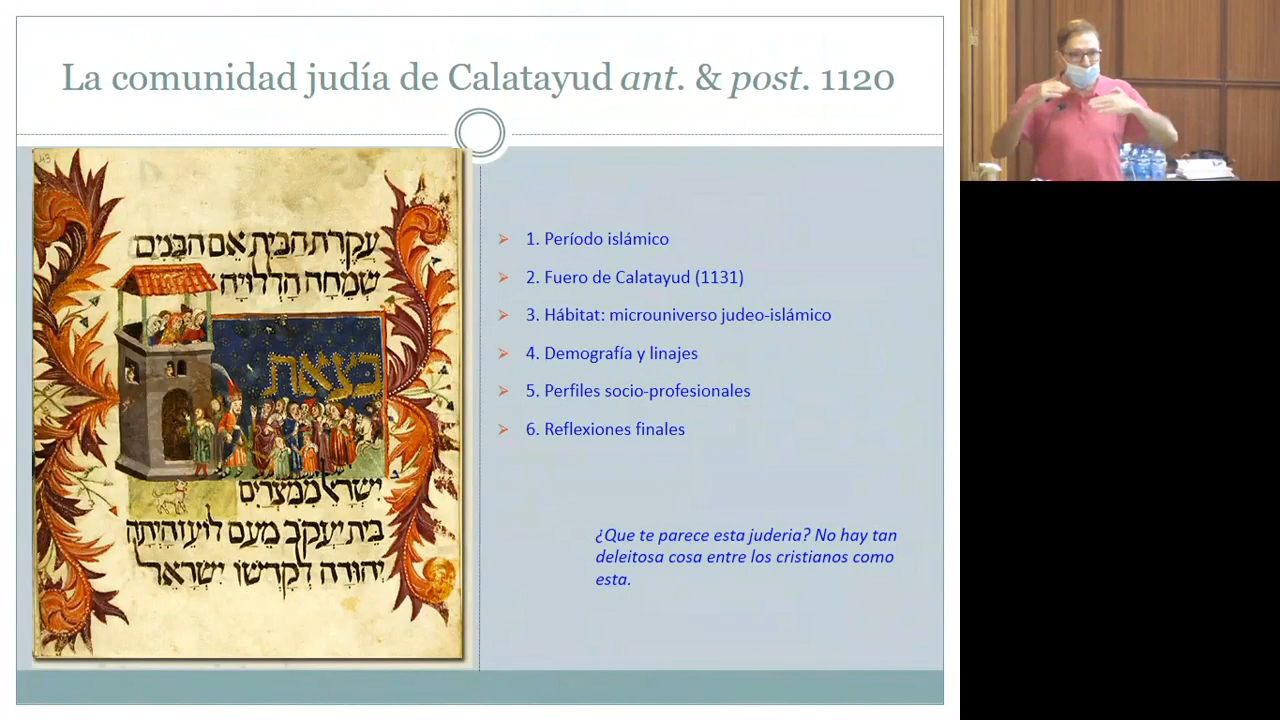 La comunidad judía de Calatayud ant. & post. 1120
עקרת הבית אם הבנים
שמחה הללויה
בצאת
ישראל ממצרים
בית יעקב מעם לועז היתה
יהודה לקדשו ישראל
1. Período islámico
2. Fuero de Calatayud (1131)
3. Hábitat: microuniverso judeo-islámico
4. Demografía y linajes
5. Perfiles socio-profesionales
6. Reflexiones finales
¿Que te parece esta juderia? No hay tan
deleitosa cosa entre los cristianos como
esta.